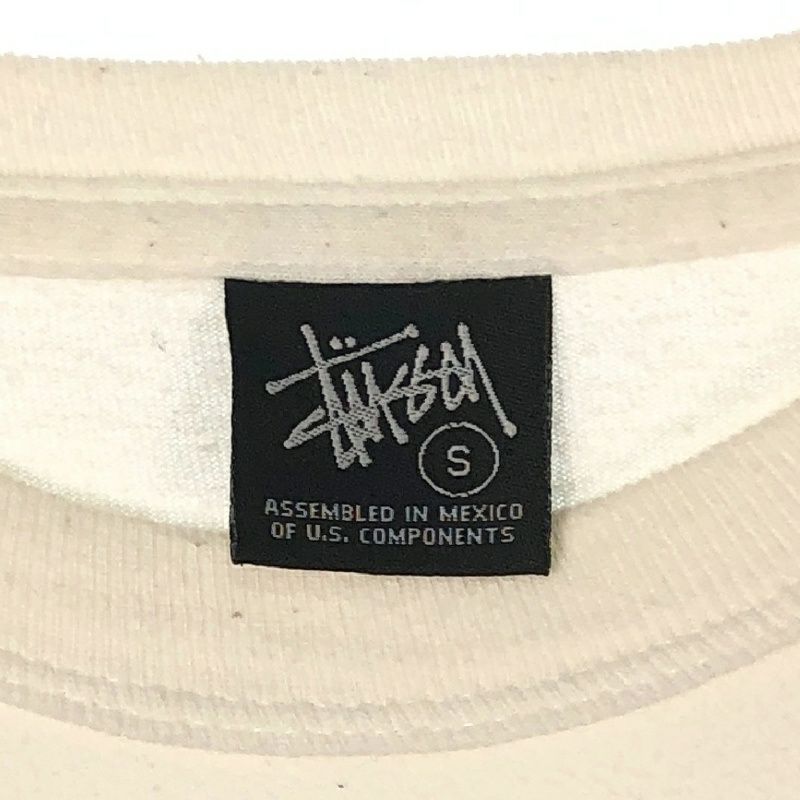 Stüssy
S
ASSEMBLED IN MEXICO
OF U.S. COMPONENTS